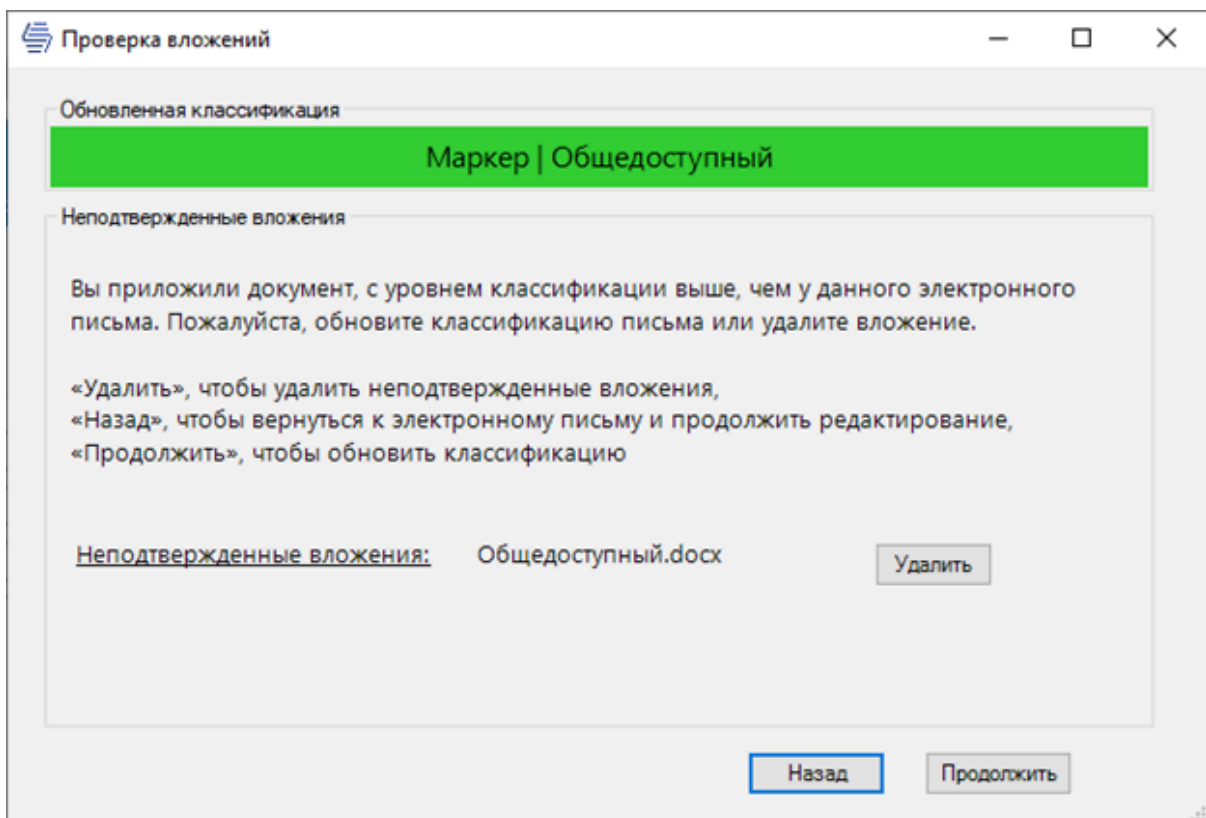 Проверка вложений
Обновленная классификация
Маркер | Общедоступный
Неподтвержденные вложения
Вы приложили документ, с уровнем классификации выше, чем у данного электронного
письма. Пожалуйста, обновите классификацию письма или удалите вложение.
«Удалить», чтобы удалить неподтвержденные вложения,
«Назад», чтобы вернуться к электронному письму и продолжить редактирование,
«Продолжить», чтобы обновить классификацию
Неподтвержденные вложения: Общедоступный.docx Удалить
Назад Продолжить